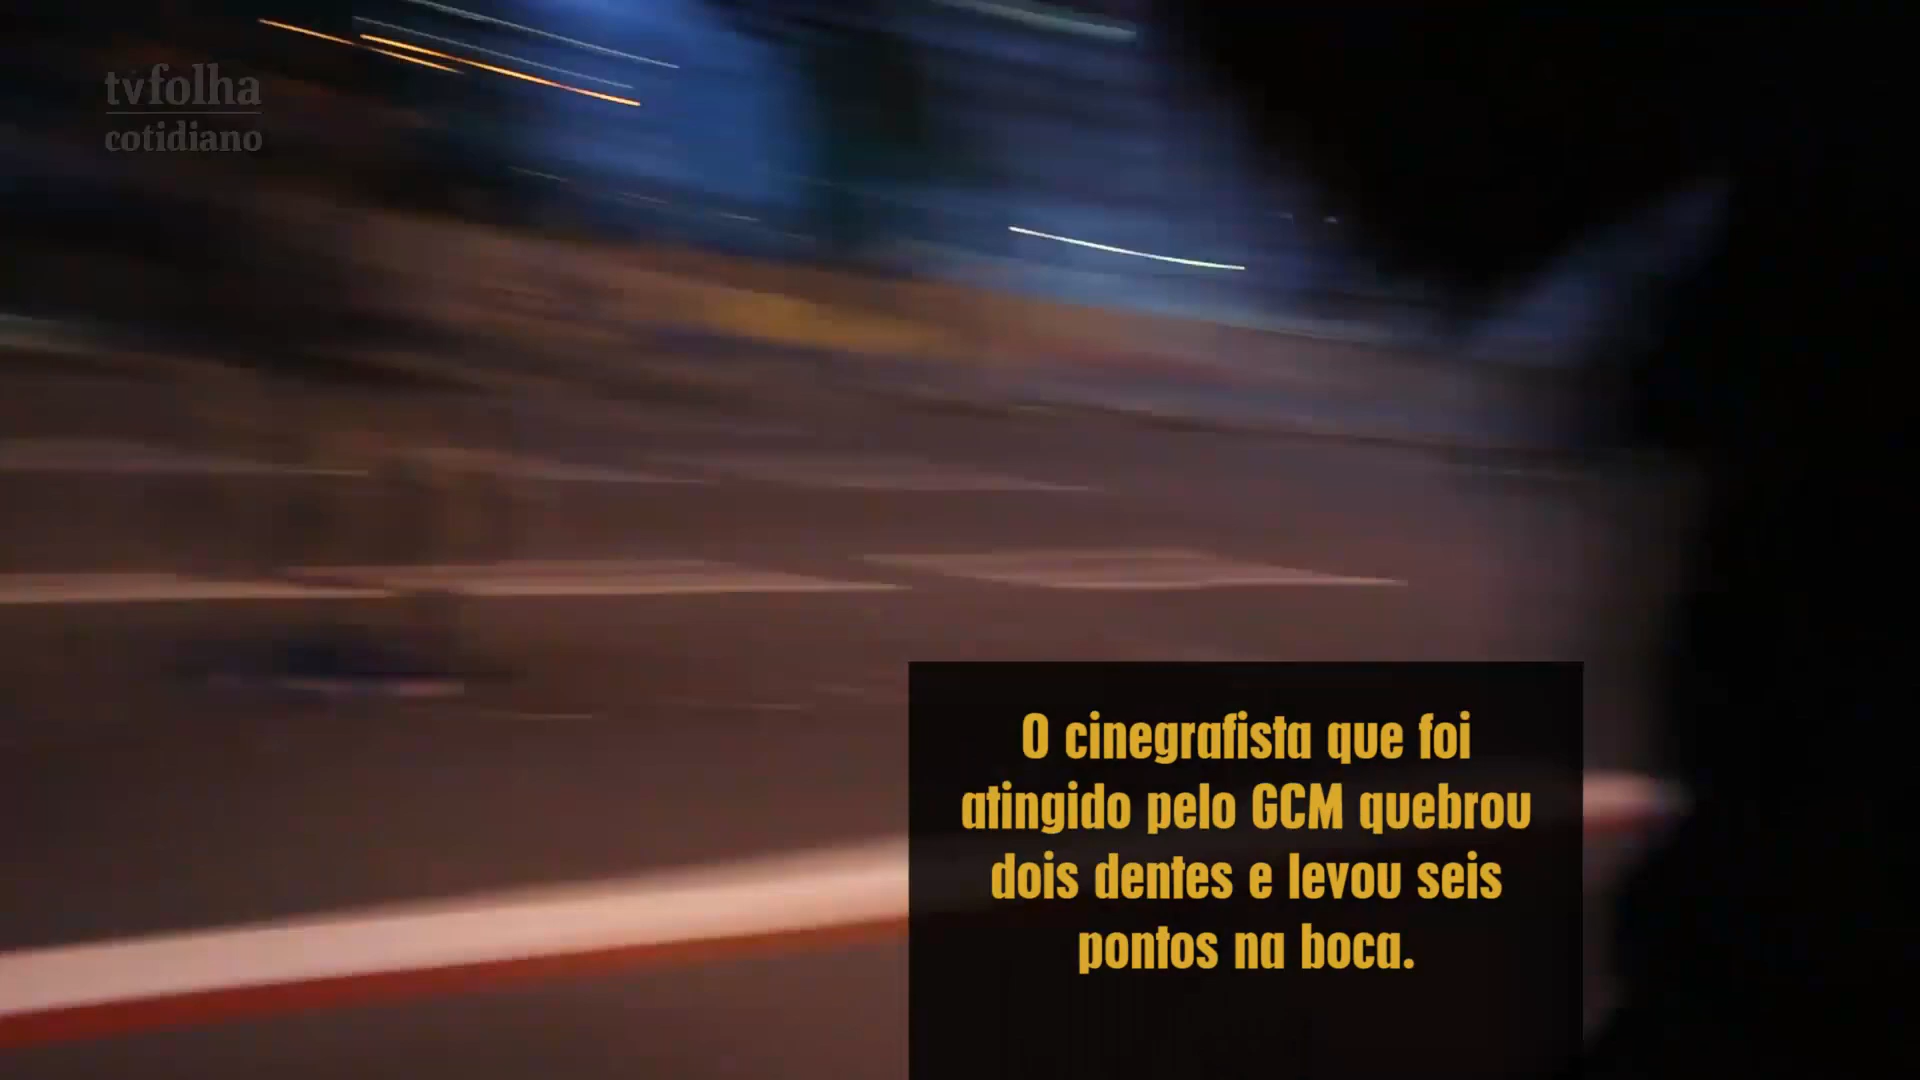 tvfolha
cotidiano
O cinegrafista que foi
atingido pelo GCM quebrou
dois dentes e levou seis
pontos na boca.